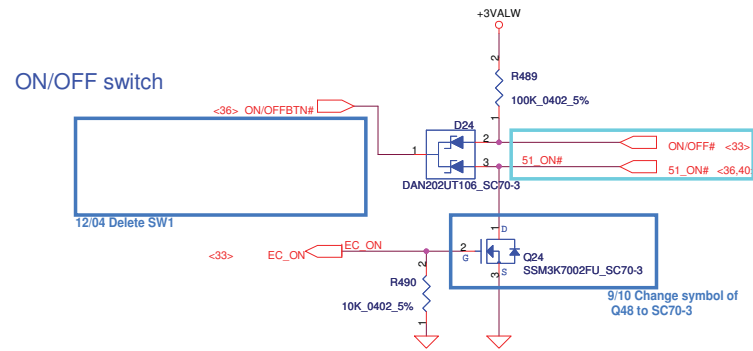 +3VALW
ON/OFF switch
2
R489
100K_0402_5%
1
<36> ON/OFFBTN#
D24
1
2
3
ON/OFF# <33>
51_ON#
51_ON# <36,40
DAN202UT106_SC70-3
12/04 Delete SW1
1 D
<33> EC_ON
EC_ON
2
G
Q24
SSM3K7002FU_SC70-3
3 S
2
R490
10K_0402_5%
1
9/10 Change symbol of
Q48 to SC70-3